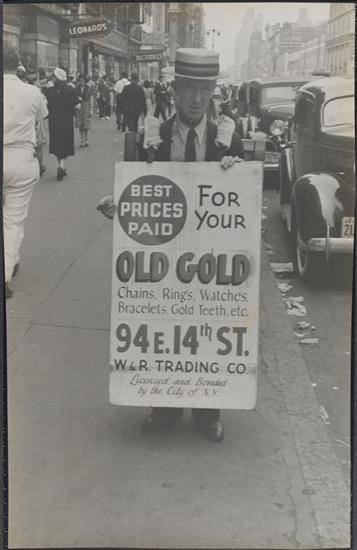 LEONARD'S
BEST
PRICES
PAID
FOR
YOUR
OLD GOLD
Chains, Rings, Watches,
Bracelets, Gold Teeth, etc.
94 E. 14th ST.
W & R TRADING CO.
Licensed and Bonded
by the City of N.Y.